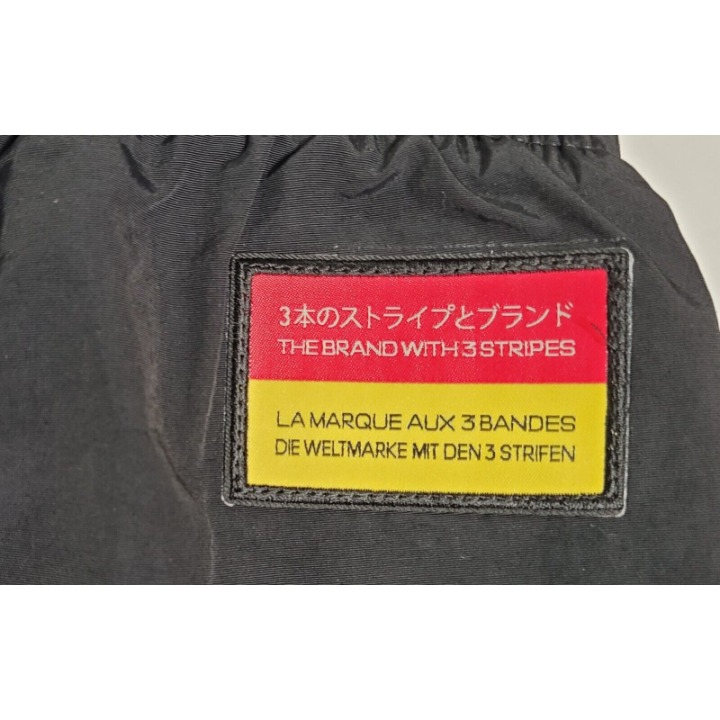 3本のストライプとブランド
THE BRAND WITH 3 STRIPES
LA MARQUE AUX 3 BANDES
DIE WELTMARKE MIT DEN 3 STRIFEN